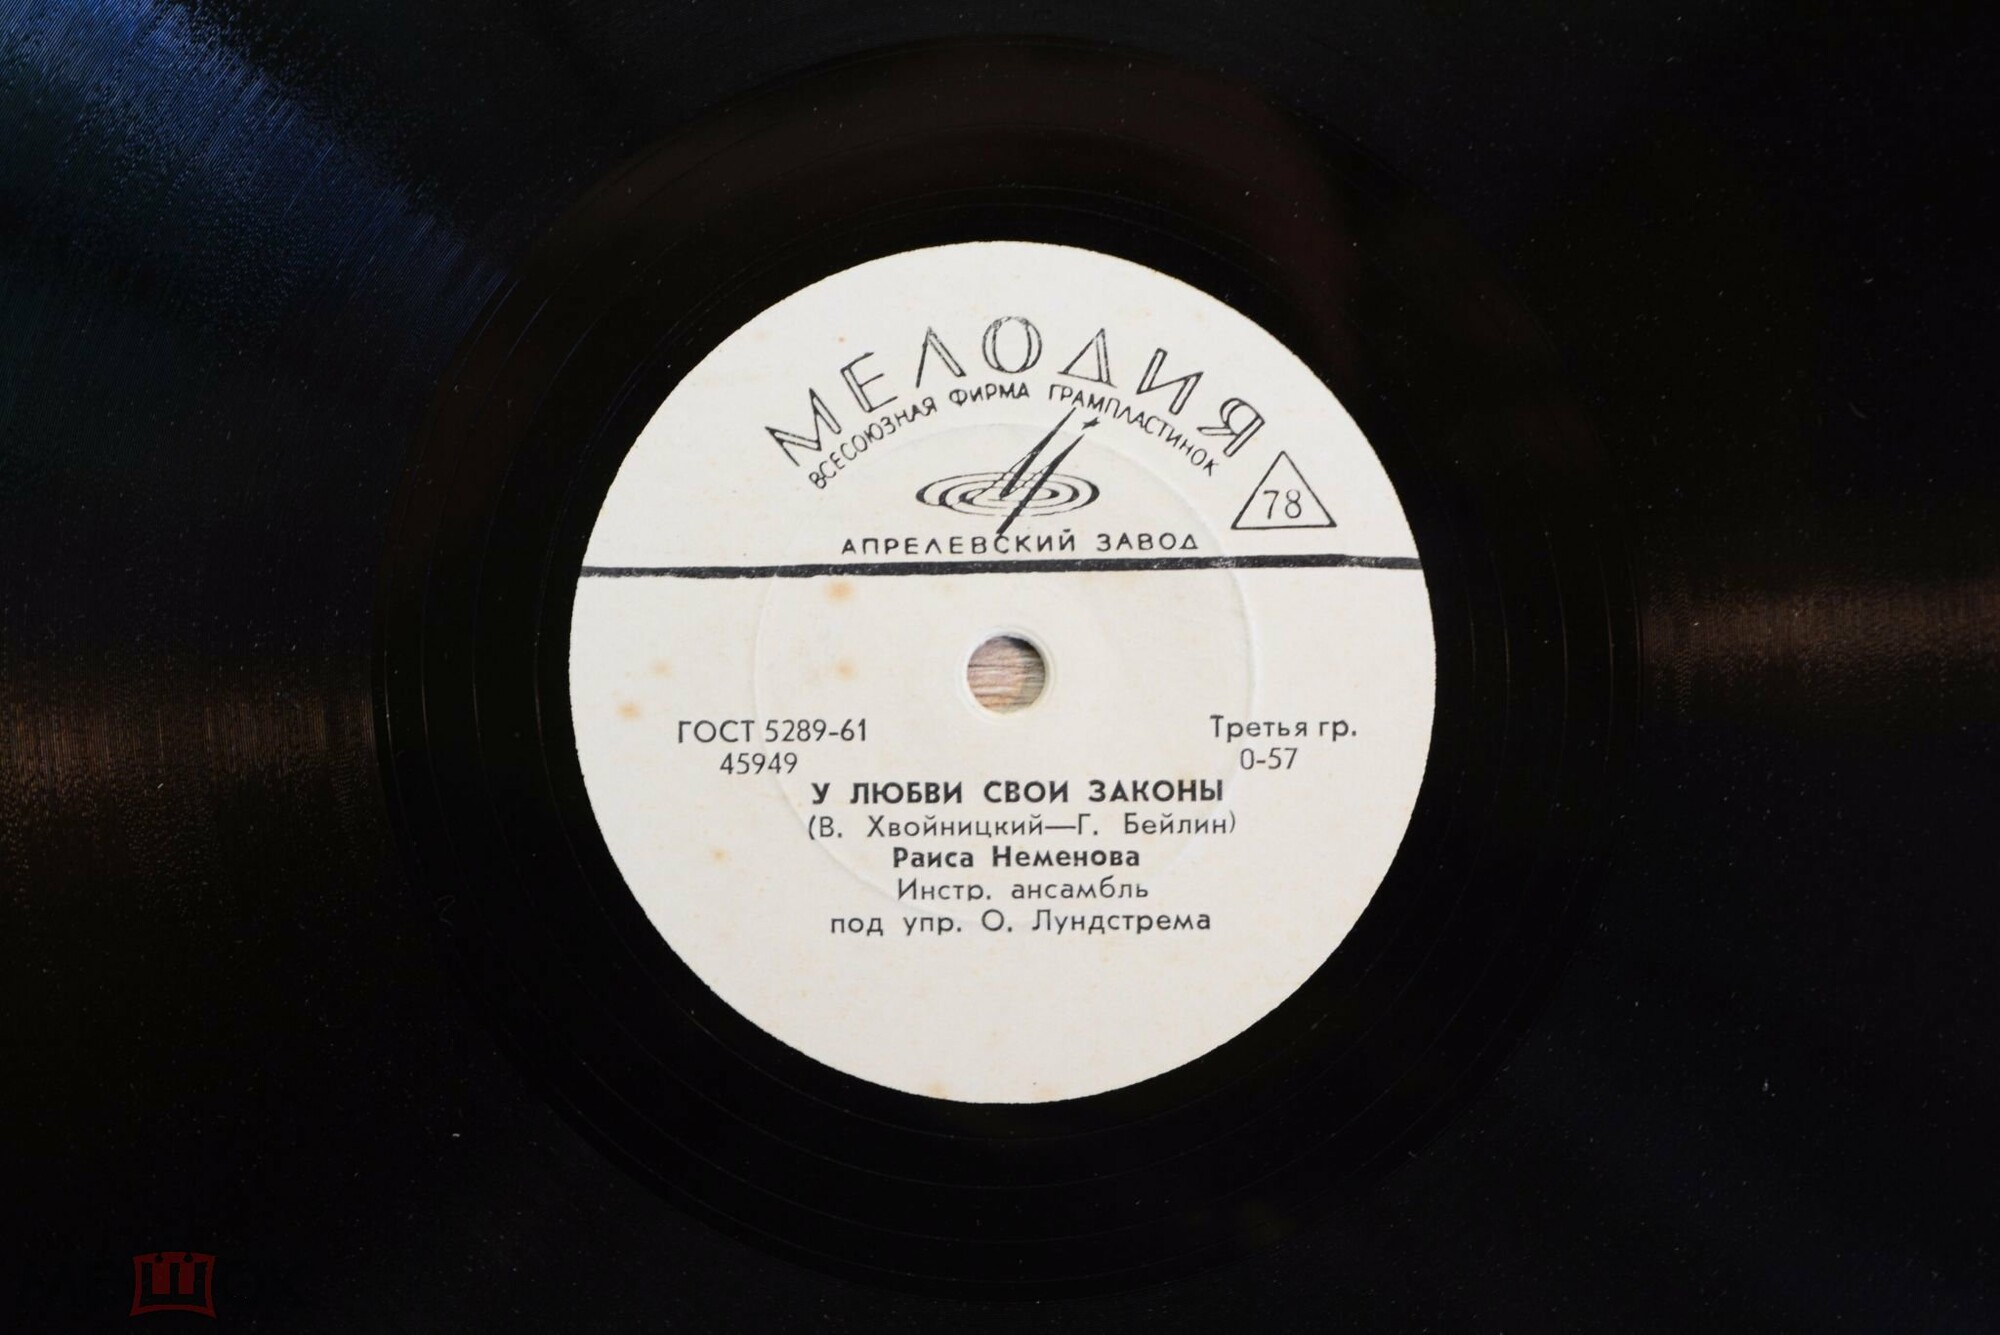 МЕЛОДИЯ
ВСЕСОЮЗНАЯ ФИРМА ГРАМПЛАСТИНОК
78
АПРЕЛЕВСКИЙ ЗАВОД
ГОСТ 5289-61
Третья гр.
45949
0-57
У ЛЮБВИ СВОИ ЗАКОНЫ
(В. Хвойницкий—Г. Бейлин)
Раиса Неменова
Инстр. ансамбль
под упр. О. Лундстрема
Ш